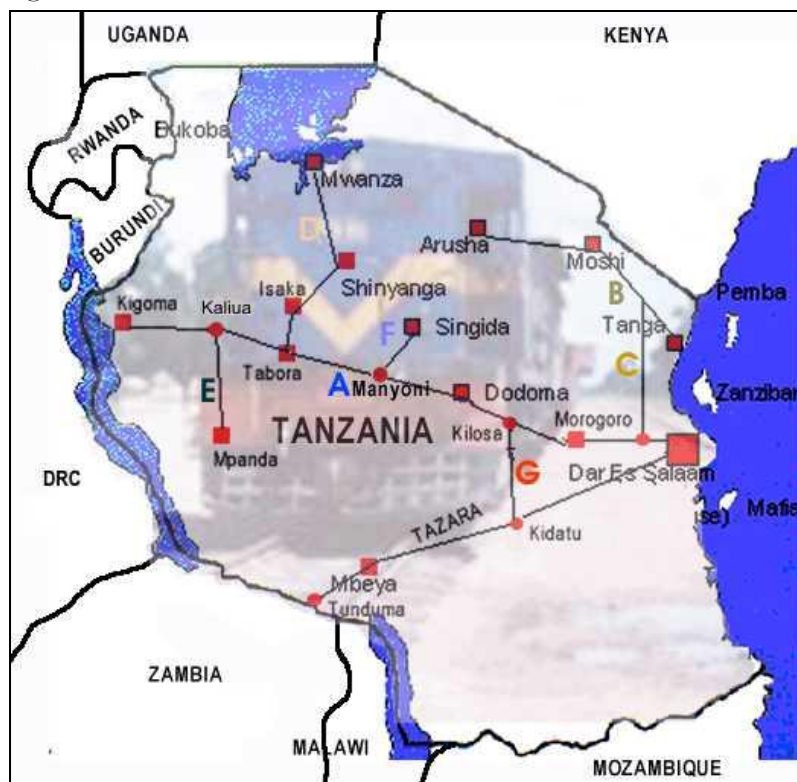 UGANDA
KENYA
RWANDA
Bukoba
BURUNDI
Mwanza
D
Arusha
Moshi
Shinyanga
B
Pemba
Isaka
Kigoma
Kaliua
F
Singida
Tanga
C
Tabora
A
Manyoni
E
Dodoma
Zanzibar
TANZANIA
Kilosa
Morogoro
Mpanda
G
Dar Es Salaam
DRC
TAZARA
Kidatu
se)
Mafia
Mbeya
Tunduma
ZAMBIA
MALAWI
MOZAMBIQUE